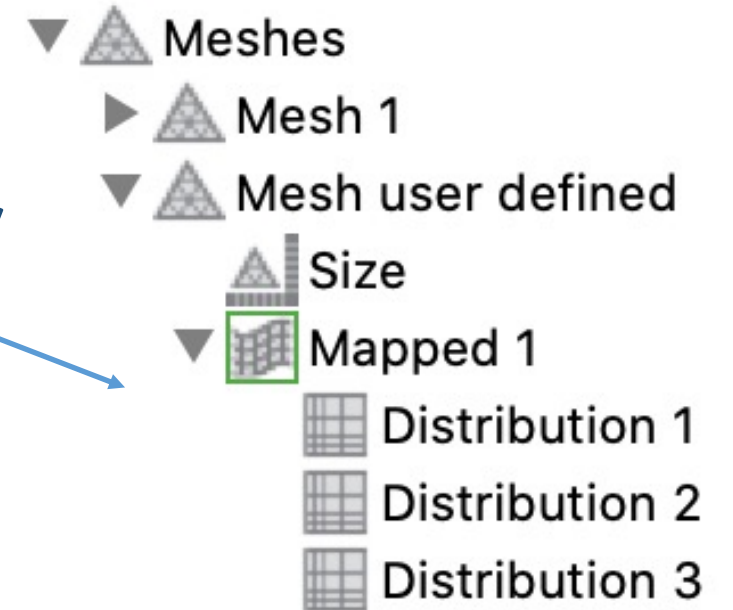 Meshes
Mesh 1
Mesh user defined
Size
Mapped 1
Distribution 1
Distribution 2
Distribution 3